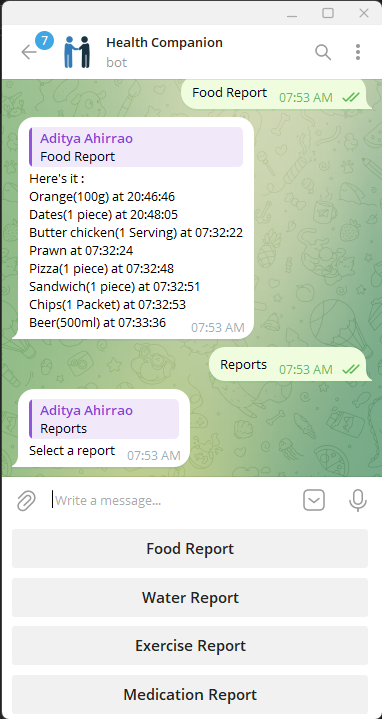 7
Health Companion
bot
Food Report
07:53 AM
Aditya Ahirrao
Food Report
Here's it :
Orange(100g) at 20:46:46
Dates(1 piece) at 20:48:05
Butter chicken(1 Serving) at 07:32:22
Prawn at 07:32:24
Pizza(1 piece) at 07:32:48
Sandwich(1 piece) at 07:32:51
Chips(1 Packet) at 07:32:53
Beer(500ml) at 07:33:36
07:53 AM
Reports
07:53 AM
Aditya Ahirrao
Reports
Select a report
07:53 AM
Write a message...
Food Report
Water Report
Exercise Report
Medication Report